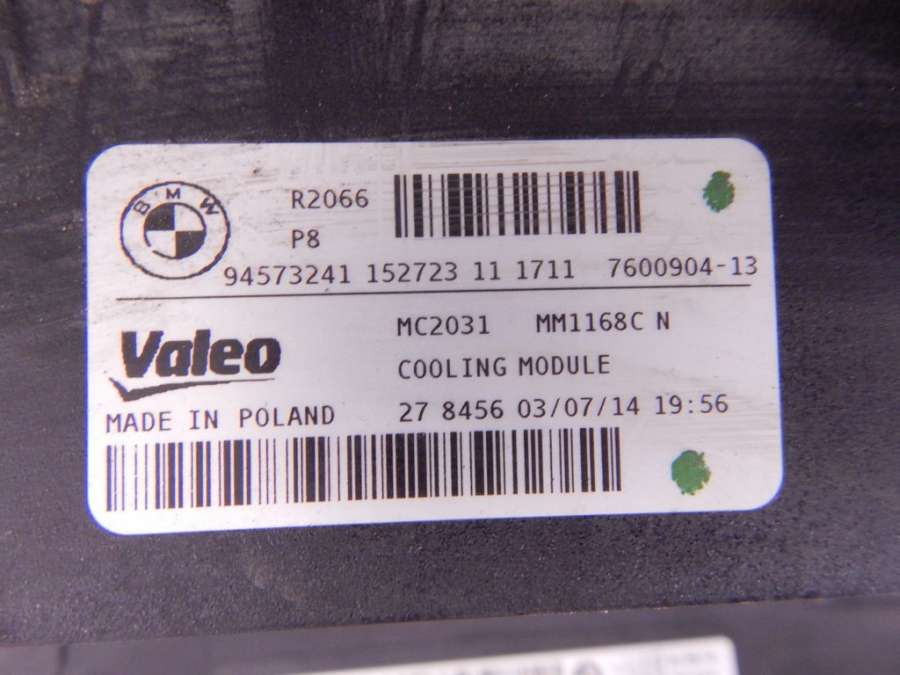 BMW
R2066
P8
94573241 152723 11 1711 7600904-13
Valeo
MC2031 MM1168C N
COOLING MODULE
MADE IN POLAND
27 8456 03/07/14 19:56